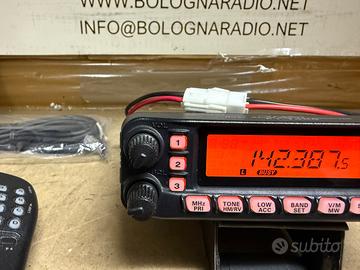 WWW.BOLOGNARADIO.NET
INFO@BOLOGNARADIO.NET
142.387.5
L BUSY
1
2
3
MHz
PRI
TONE
HM/RV
LOW
ACC
BAND
SET
V/M
MW
S
subito